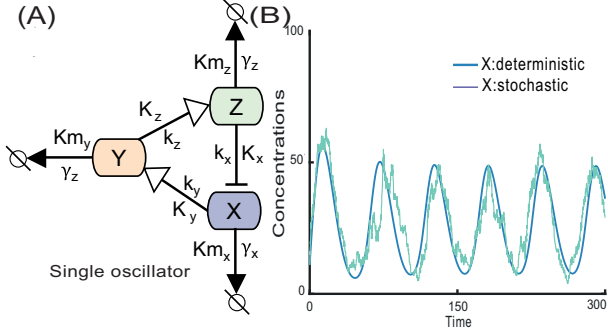 (A)
Km_z γ_z
K_z Z
k_z
Km_y
Y
γ_z
k_x K_x
k_y
K_y X
Km_x γ_x
Single oscillator
(B)
100
X:deterministic
X:stochastic
Concentrations
50
0
0 150 300
Time